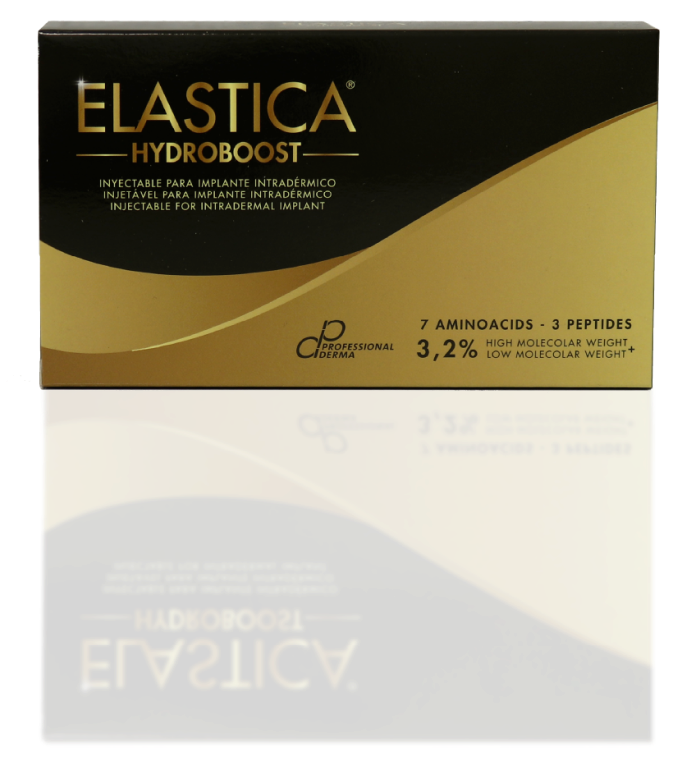 ELASTICA®
HYDROBOOST
INYECTABLE PARA IMPLANTE INTRADÉRMICO
INJETÁVEL PARA IMPLANTE INTRADÉRMICO
INJECTABLE FOR INTRADERMAL IMPLANT
PROFESSIONAL
DERMA
7 AMINOACIDS - 3 PEPTIDES
3,2% HIGH MOLECOLAR WEIGHT
LOW MOLECOLAR WEIGHT +